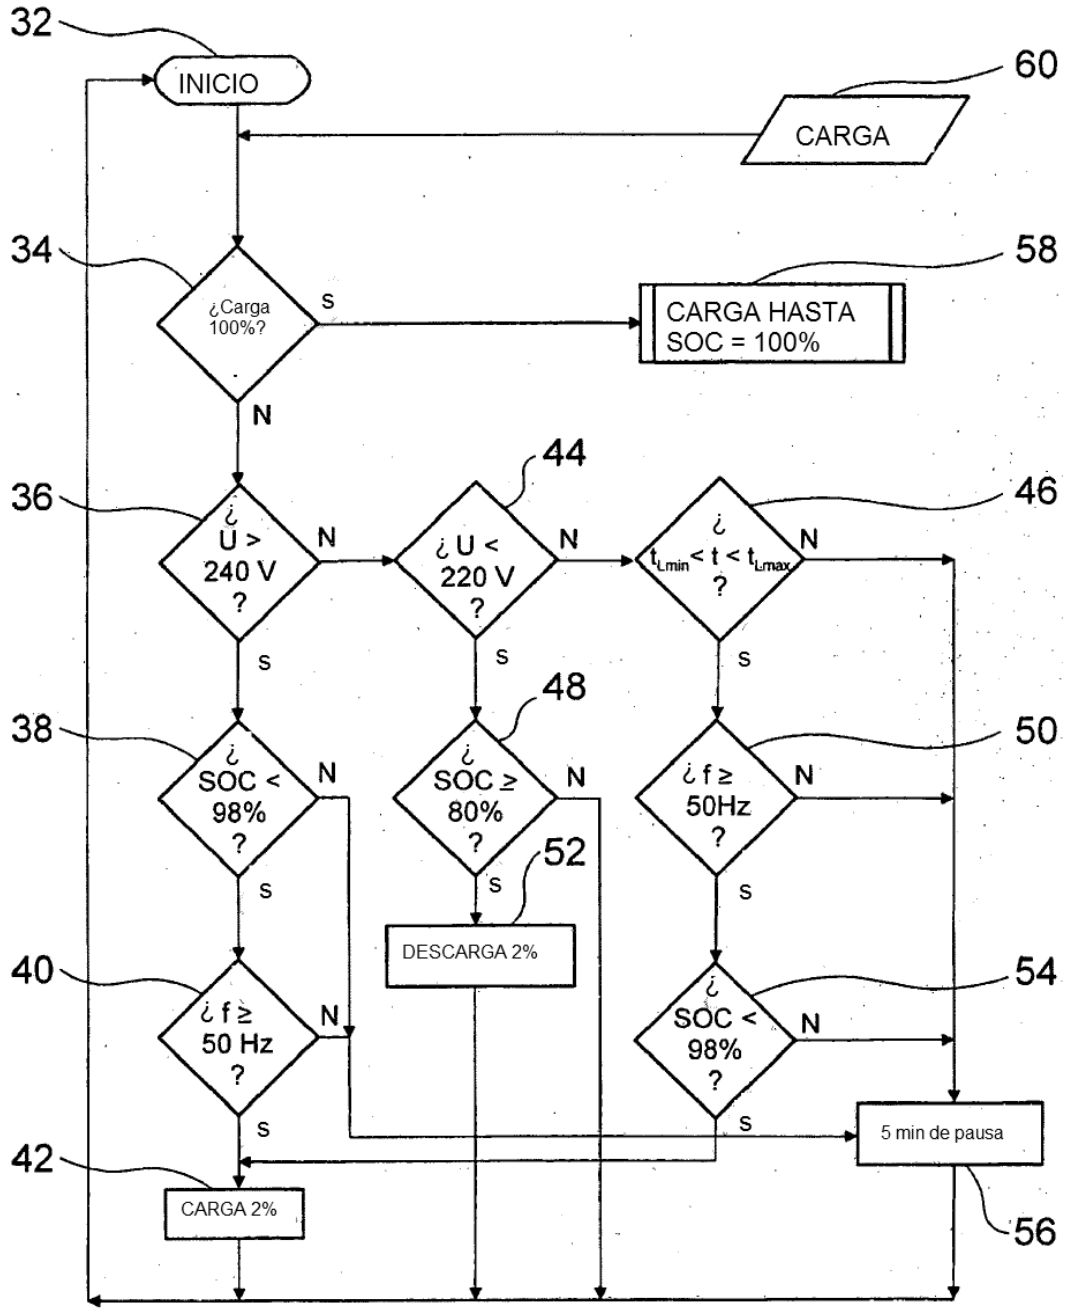 32
INICIO
60
CARGA
34
¿Carga
100%?
s
58
CARGA HASTA
SOC = 100%
N
36
¿
U >
240 V
?
N
44
¿ U <
220 V
?
N
46
¿
tLmin < t < tLmax
?
N
s
s
s
38
¿
SOC <
98%
?
N
48
¿
SOC ≥
80%
?
N
50
¿ f ≥
50Hz
?
N
s
s
s
52
DESCARGA 2%
40
¿ f ≥
50 Hz
?
N
54
¿
SOC <
98%
?
N
s
s
42
CARGA 2%
5 min de pausa
56